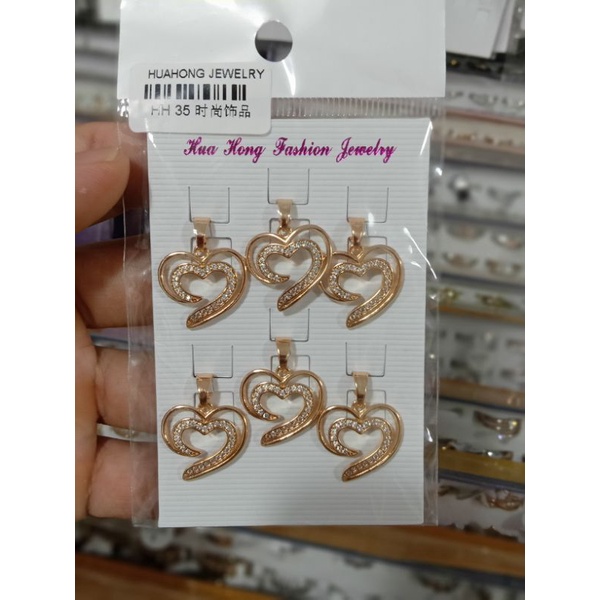 HUAHONG JEWELRY
HH 35 时尚饰品
Hua Hong Fashion Jewelry